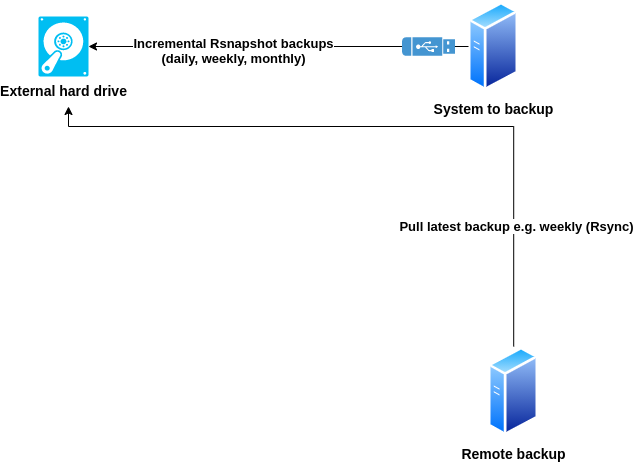 Incremental Rsnapshot backups
(daily, weekly, monthly)
External hard drive
System to backup
Pull latest backup e.g. weekly (Rsync)
Remote backup